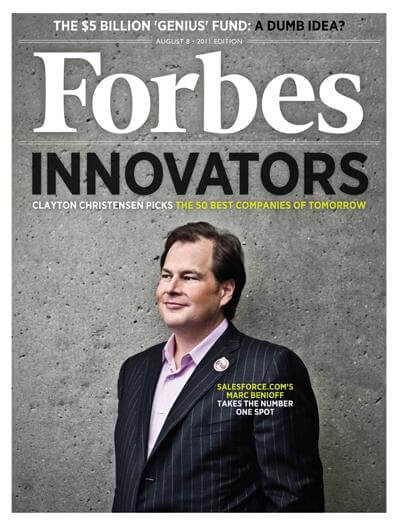 THE $5 BILLION 'GENIUS' FUND: A DUMB IDEA?
AUGUST 8 • 2011 EDITION
Forbes
INNOVATORS
CLAYTON CHRISTENSEN PICKS THE 50 BEST COMPANIES OF TOMORROW
SALESFORCE.COM'S
MARC BENIOFF
TAKES THE NUMBER
ONE SPOT